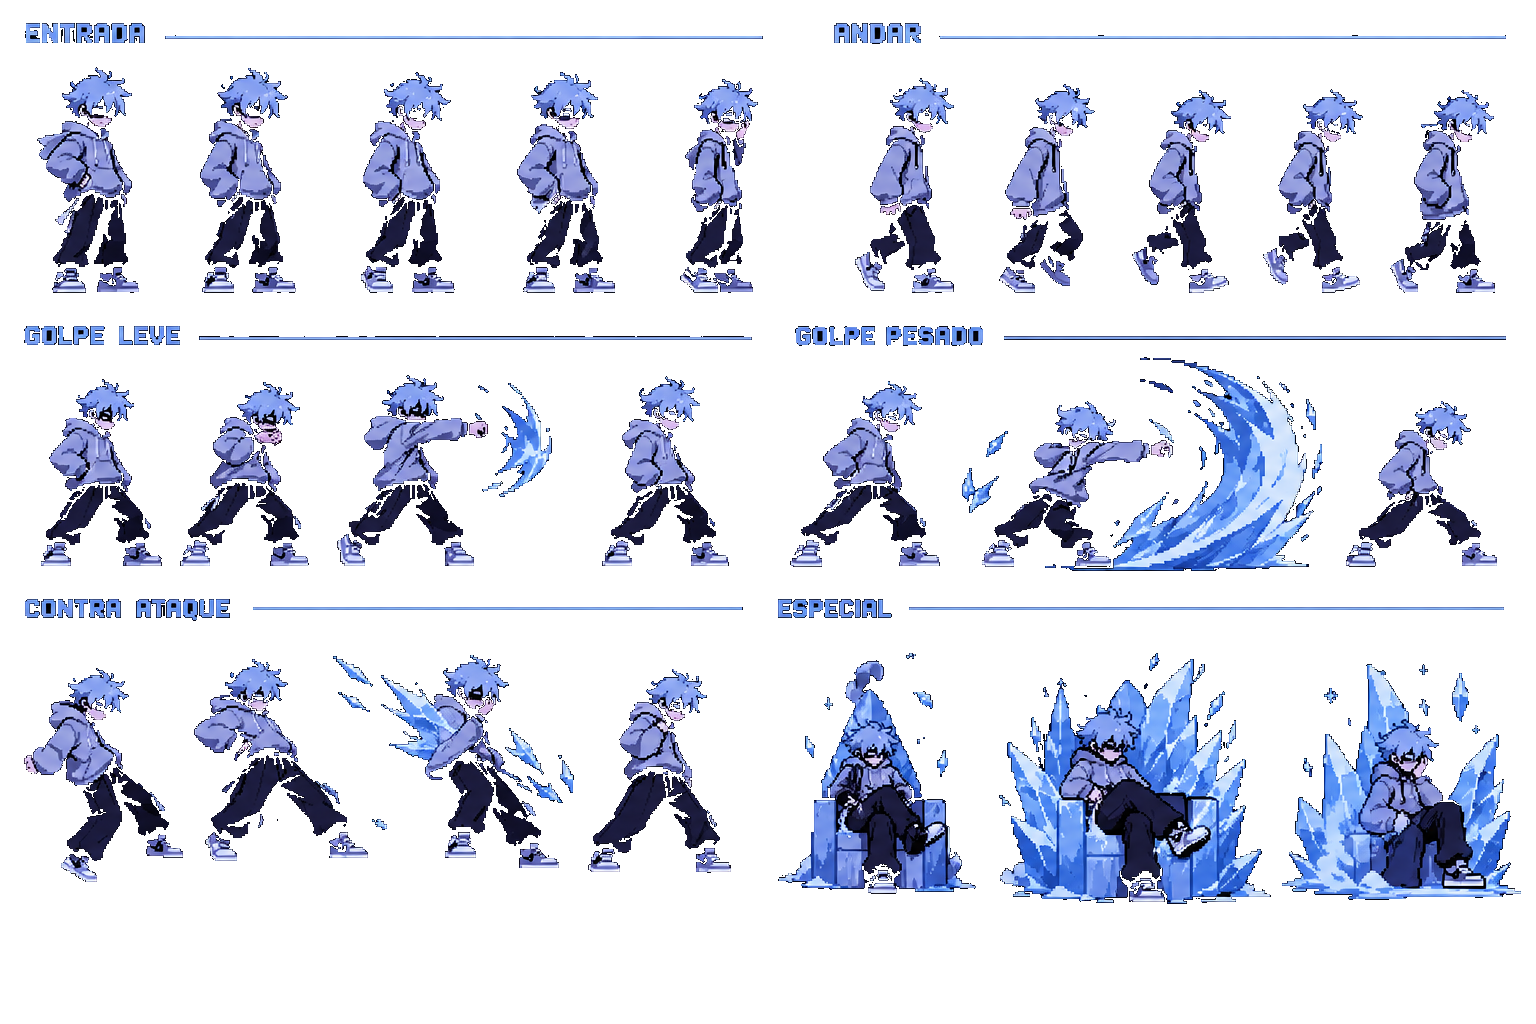 ENTRADA
ANDAR
GOLPE LEVE
GOLPE PESADO
CONTRA ATAQUE
ESPECIAL